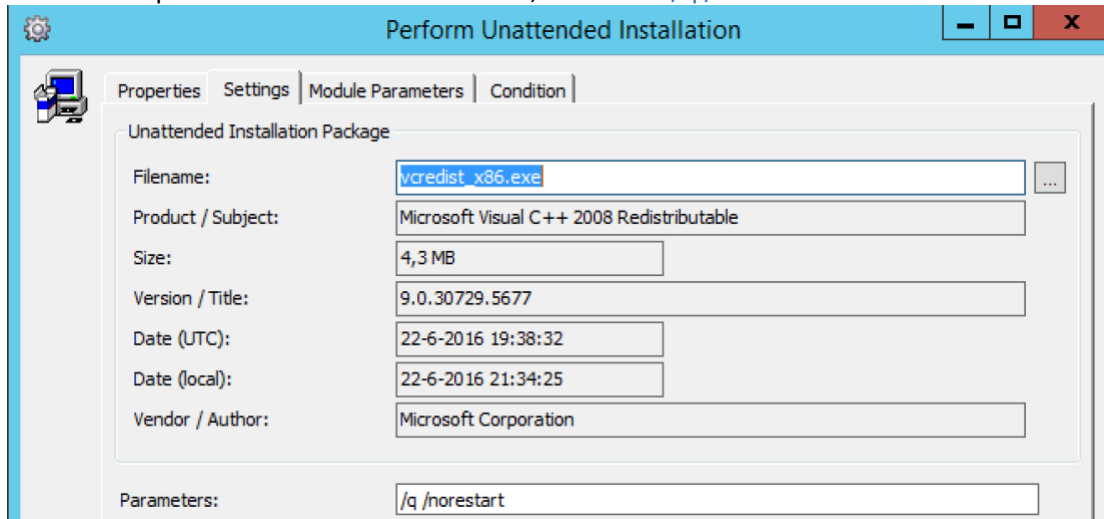 Perform Unattended Installation
Properties Settings Module Parameters Condition
Unattended Installation Package
Filename: vcredist_x86.exe ...
Product / Subject: Microsoft Visual C++ 2008 Redistributable
Size: 4,3 MB
Version / Title: 9.0.30729.5677
Date (UTC): 22-6-2016 19:38:32
Date (local): 22-6-2016 21:34:25
Vendor / Author: Microsoft Corporation
Parameters: /q /norestart